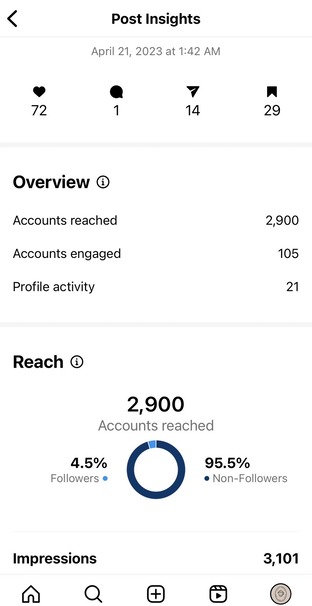 Post Insights
April 21, 2023 at 1:42 AM
72 1 14 29
Overview
Accounts reached 2,900
Accounts engaged 105
Profile activity 21
Reach
2,900
Accounts reached
4.5% 95.5%
Followers Non-Followers
Impressions 3,101